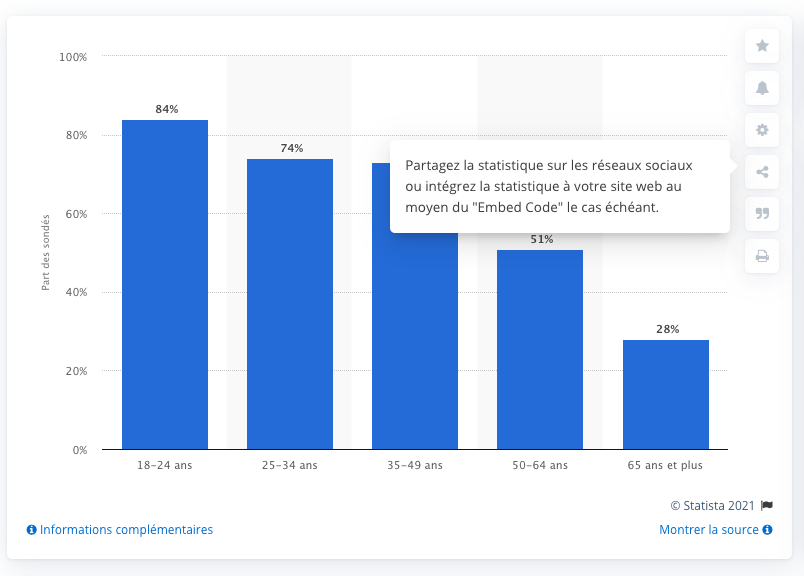 100%
84%
80%
74%
Partagez la statistique sur les réseaux sociaux
ou intégrez la statistique à votre site web au
moyen du "Embed Code" le cas échéant.
60%
51%
Part des sondés
40%
28%
20%
0%
18–24 ans
25–34 ans
35–49 ans
50–64 ans
65 ans et plus
© Statista 2021
Informations complémentaires
Montrer la source